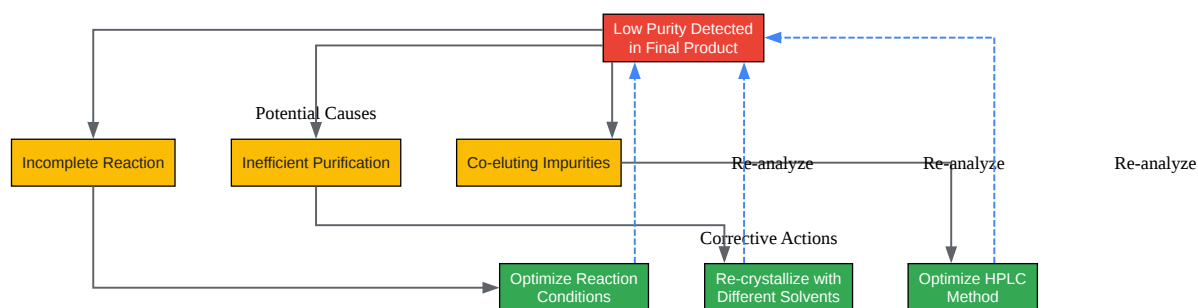 Low Purity Detected
in Final Product
Potential Causes
Incomplete Reaction
Inefficient Purification
Co-eluting Impurities
Re-analyze
Re-analyze
Re-analyze
Corrective Actions
Optimize Reaction
Conditions
Re-crystallize with
Different Solvents
Optimize HPLC
Method